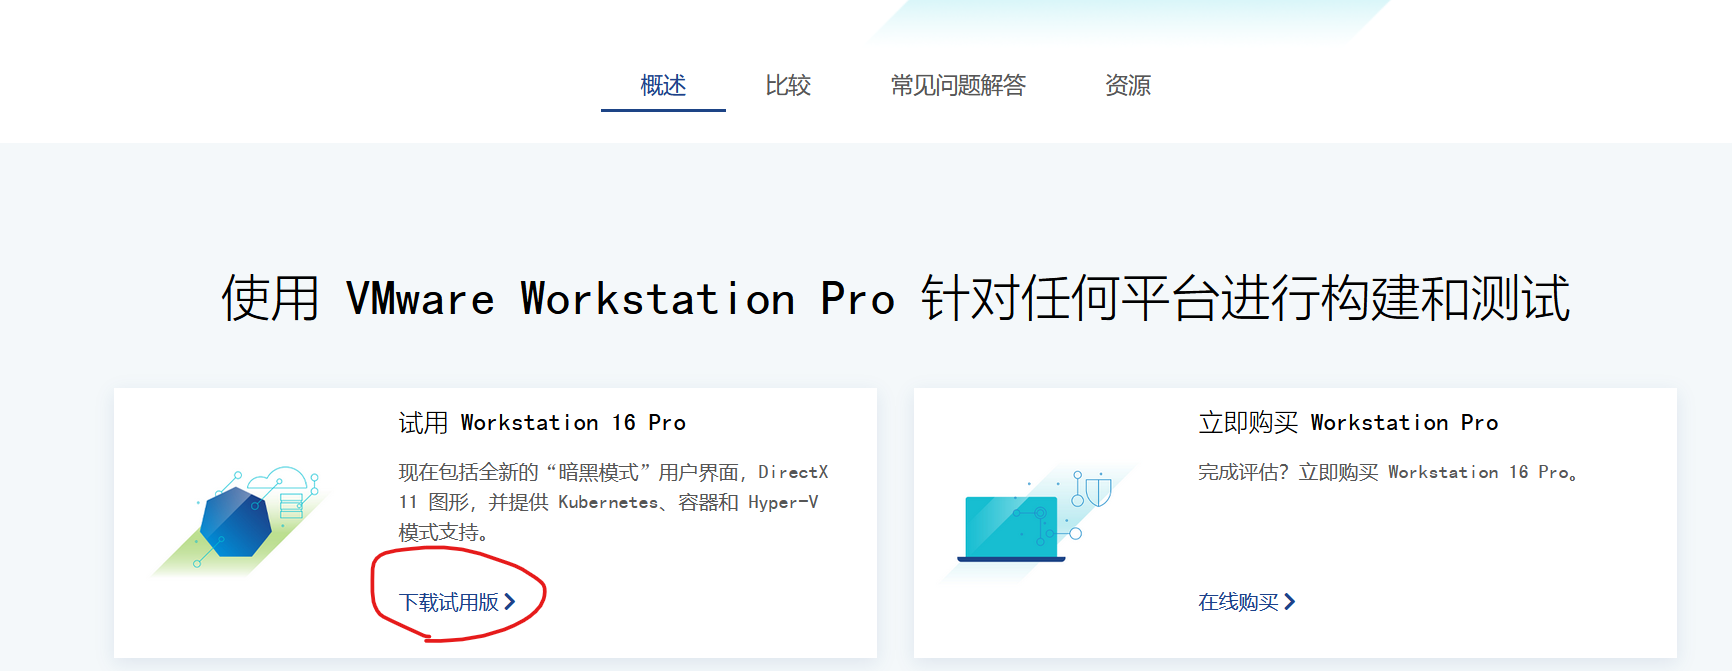 概述 比较 常见问题解答 资源
使用 VMware Workstation Pro 针对任何平台进行构建和测试
试用 Workstation 16 Pro
现在包括全新的“暗黑模式”用户界面，DirectX
11 图形，并提供 Kubernetes、容器和 Hyper-V
模式支持。
下载试用版
立即购买 Workstation Pro
完成评估？立即购买 Workstation 16 Pro。
在线购买